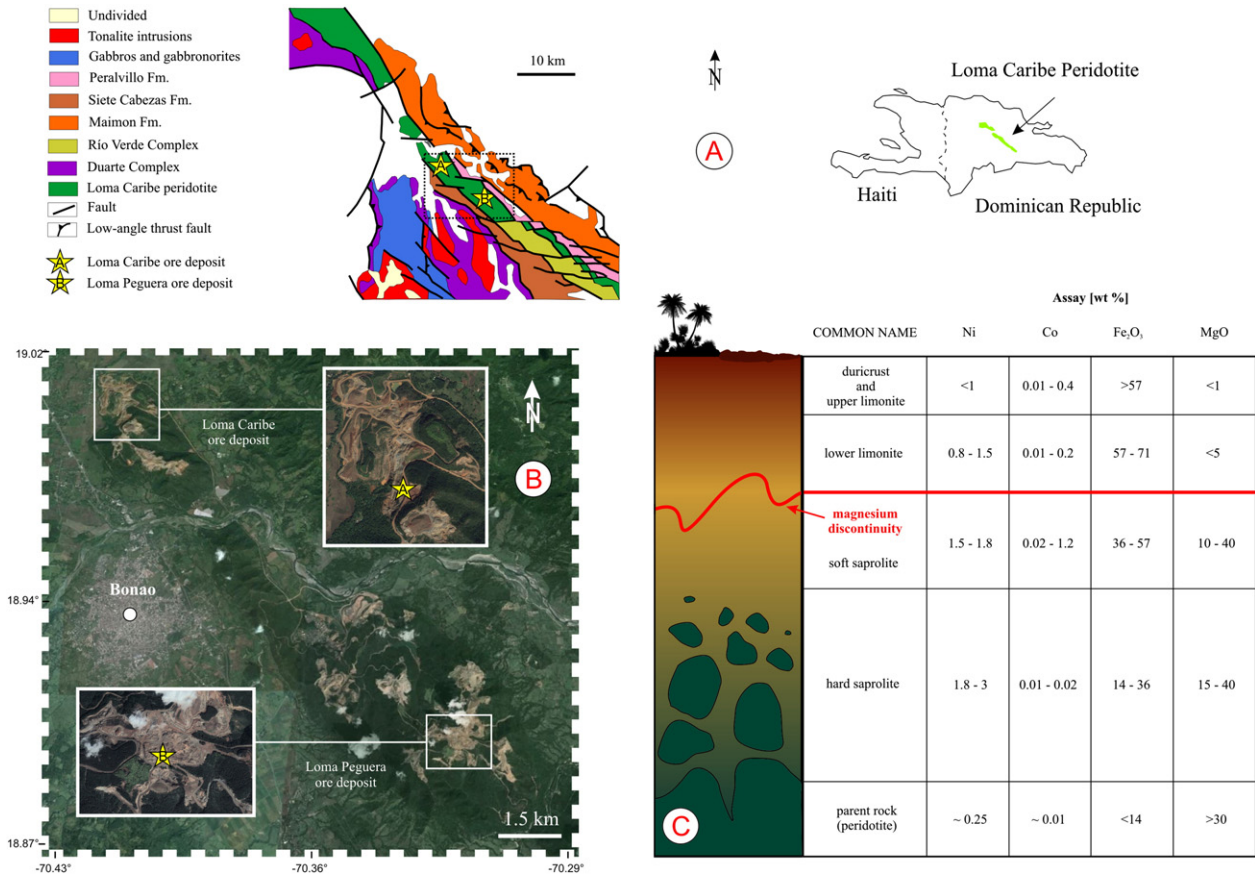 Undivided
Tonalite intrusions
Gabbros and gabbronorites
Peralvillo Fm.
Siete Cabezas Fm.
Maimon Fm.
Río Verde Complex
Duarte Complex
Loma Caribe peridotite
Fault
Low-angle thrust fault
A
Loma Caribe ore deposit
B
Loma Peguera ore deposit
10 km
A
B
N
A
Loma Caribe Peridotite
Haiti
Dominican Republic
19.02°
18.94°
18.87°
-70.43°
-70.36°
-70.29°
Loma Caribe
ore deposit
A
N
B
Bonao
B
Loma Peguera
ore deposit
1.5 km
Assay [wt %]
COMMON NAME Ni Co Fe₂O₃ MgO
duricrust
and
upper limonite
<1 0.01 - 0.4 >57 <1
lower limonite 0.8 - 1.5 0.01 - 0.2 57 - 71 <5
magnesium
discontinuity
soft saprolite
1.5 - 1.8 0.02 - 1.2 36 - 57 10 - 40
hard saprolite 1.8 - 3 0.01 - 0.02 14 - 36 15 - 40
parent rock
(peridotite)
~ 0.25 ~ 0.01 <14 >30
C